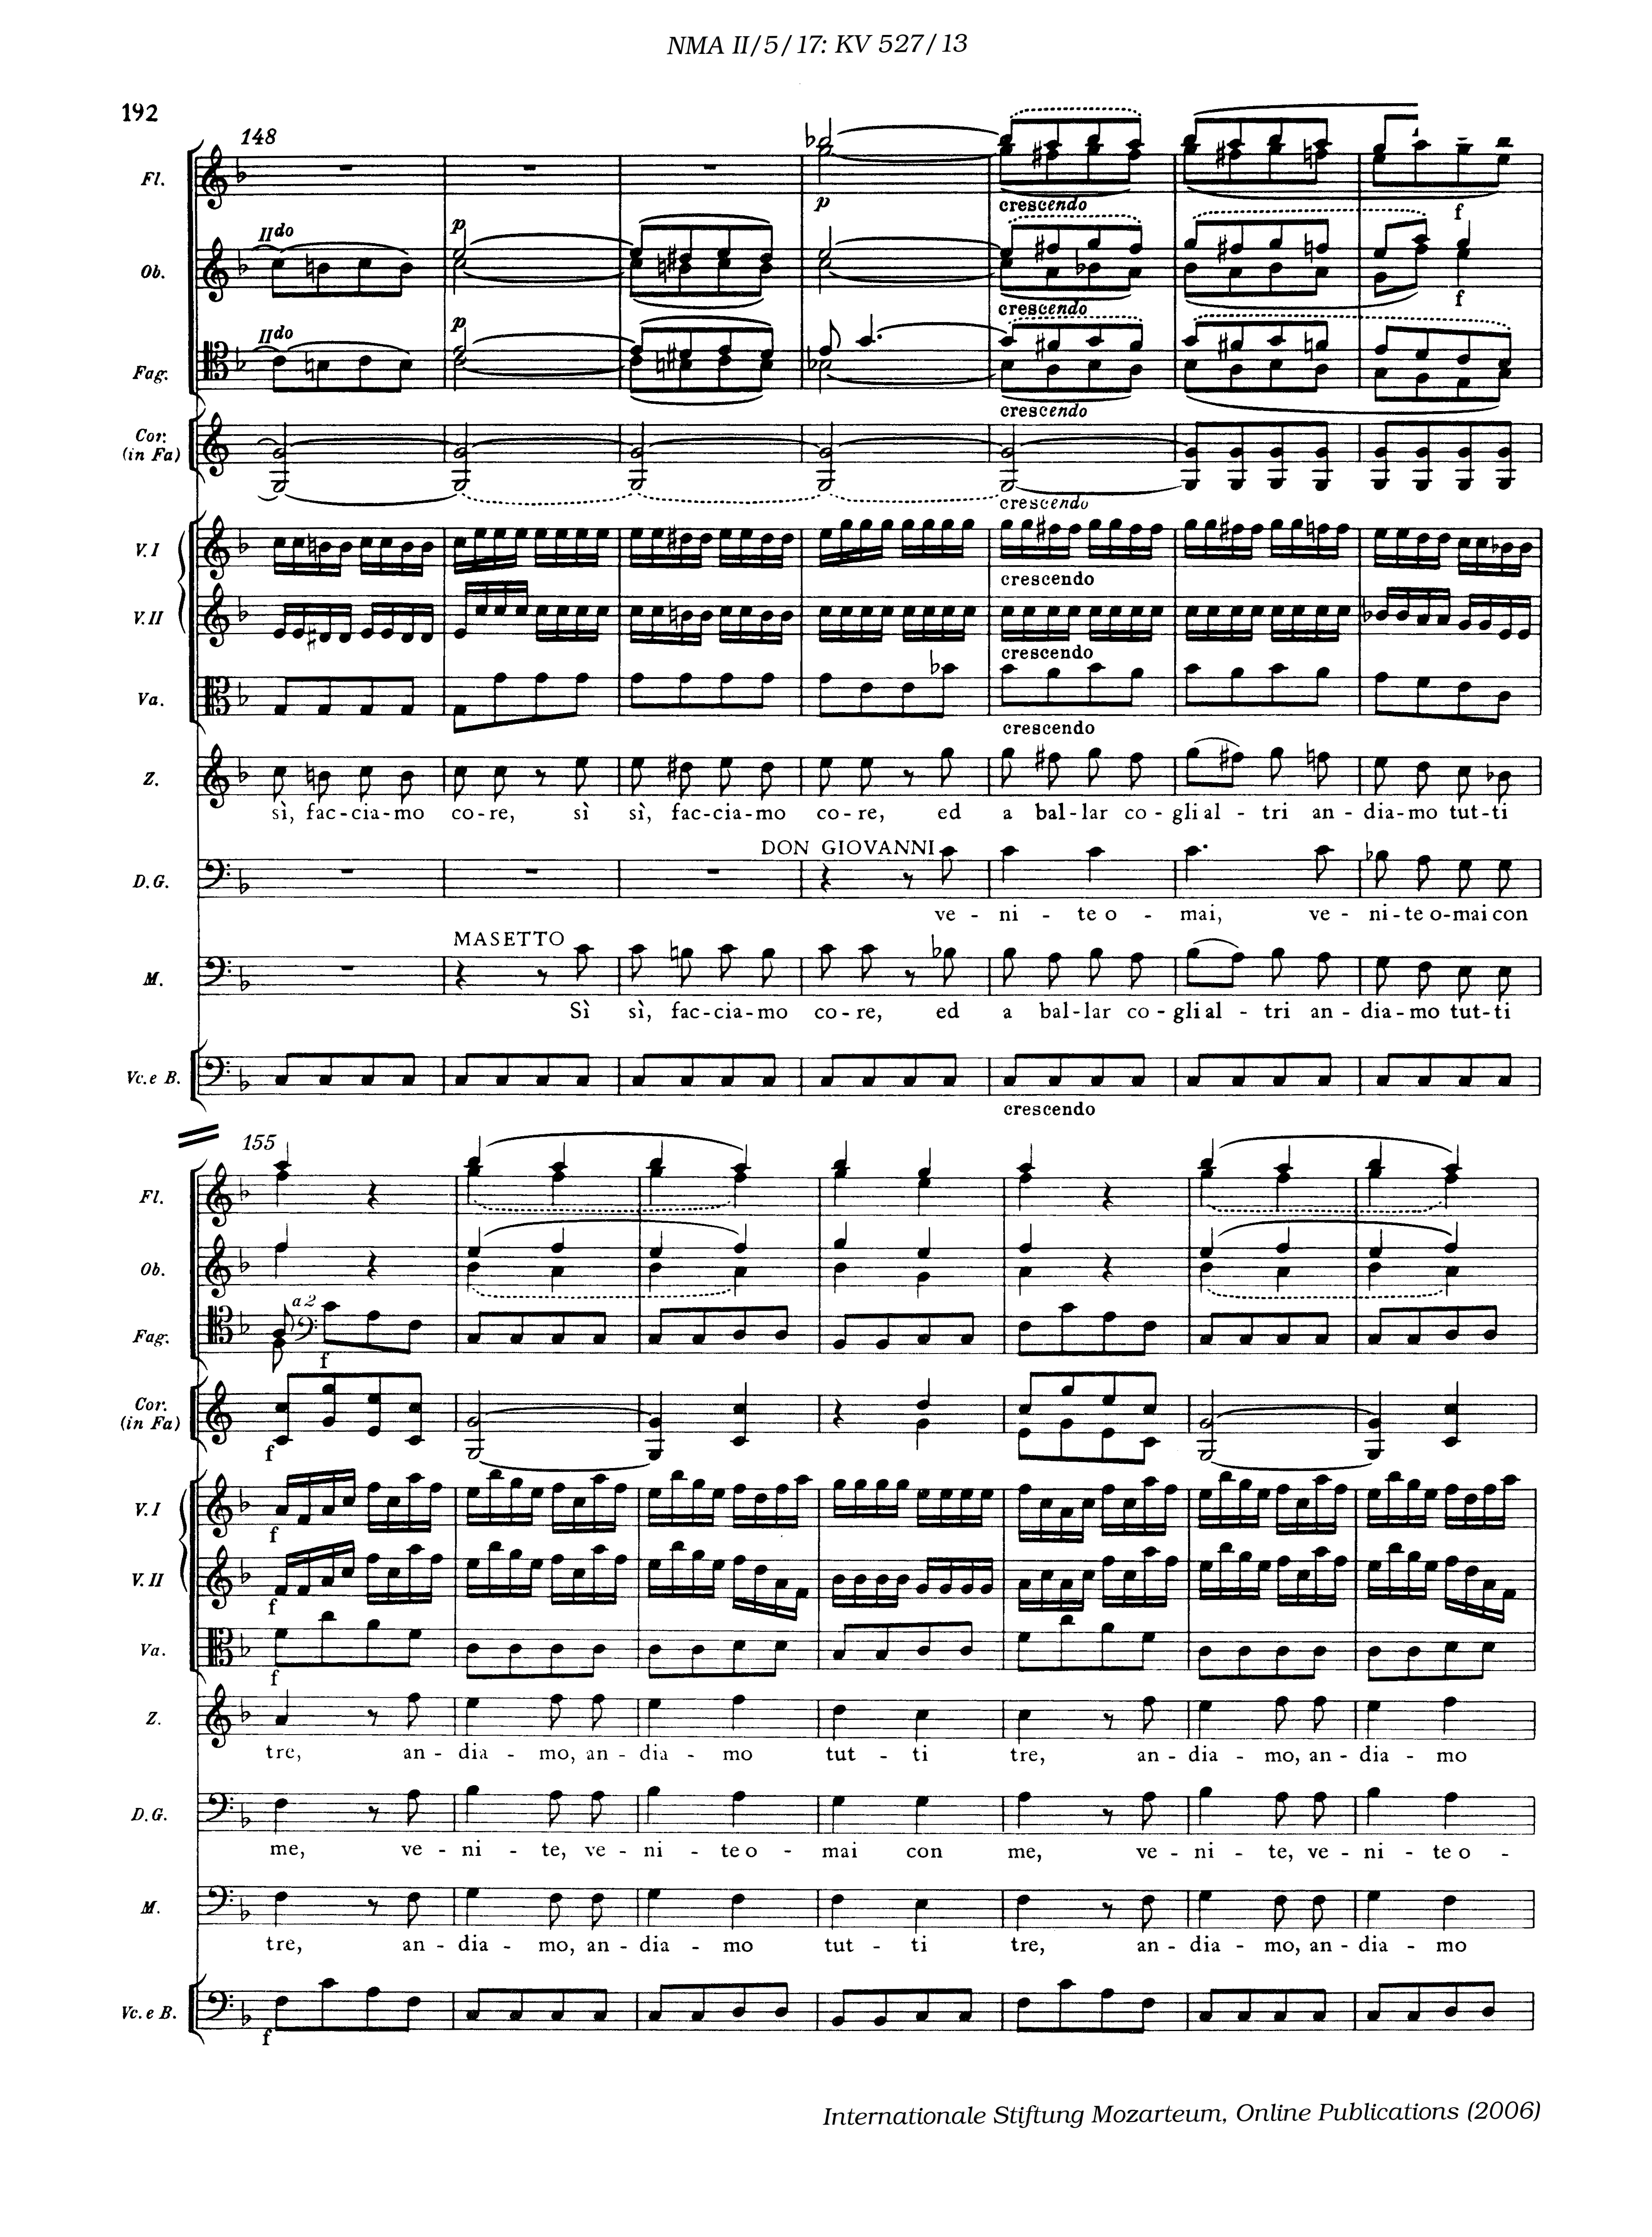 NMA II/5/17: KV 527/13
192
148
Fl.
p
crescendo
f
IIdo
p
Ob.
crescendo
f
IIdo
p
Fag.
crescendo
Cor.
(in Fa)
crescendo
V. I
crescendo
V. II
crescendo
Va.
crescendo
Z.
sì, fac-cia-mo co-re, sì sì, fac-cia-mo co-re, ed a bal-lar co-gli al-tri an-dia-mo tut-ti
DON GIOVANNI
D.G.
ve-ni-te o-mai, ve-ni-te o-mai con
MASETTO
M.
Sì sì, fac-cia-mo co-re, ed a bal-lar co-gli al-tri an-dia-mo tut-ti
Vc. e B.
crescendo
155
Fl.
Ob.
a 2
Fag.
f
Cor.
(in Fa)
f
V. I
f
V. II
f
Va.
f
Z.
tre, an-dia-mo, an-dia-mo tut-ti tre, an-dia-mo, an-dia-mo
D.G.
me, ve-ni-te, ve-ni-te o-mai con me, ve-ni-te, ve-ni-te o-
M.
tre, an-dia-mo, an-dia-mo tut-ti tre, an-dia-mo, an-dia-mo
Vc. e B.
f
Internationale Stiftung Mozarteum, Online Publications (2006)